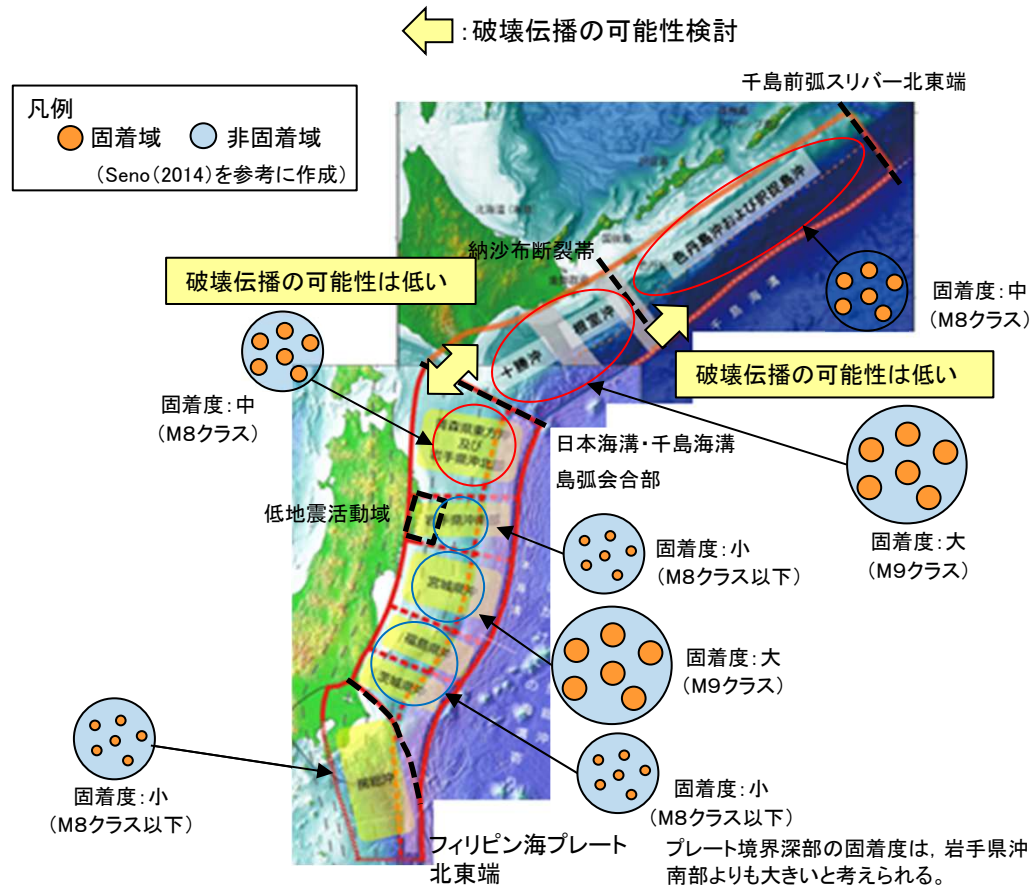 ：破壊伝播の可能性検討
千島前弧スリバー北東端
凡例
固着域 非固着域
（Seno（2014）を参考に作成）
色丹島沖および択捉島沖
納沙布断裂帯
破壊伝播の可能性は低い
固着度：中
（M8クラス）
千島海溝
根室沖
十勝沖
破壊伝播の可能性は低い
固着度：中
（M8クラス）
青森県東方沖
及び
岩手県沖北部
日本海溝・千島海溝
島弧会合部
低地震活動域
岩手県沖南部
固着度：大
（M9クラス）
固着度：小
（M8クラス以下）
宮城県沖
固着度：大
（M9クラス）
福島県沖
茨城県沖
房総沖
固着度：小
（M8クラス以下）
固着度：小
（M8クラス以下）
フィリピン海プレート
北東端
プレート境界深部の固着度は，岩手県沖
南部よりも大きいと考えられる。